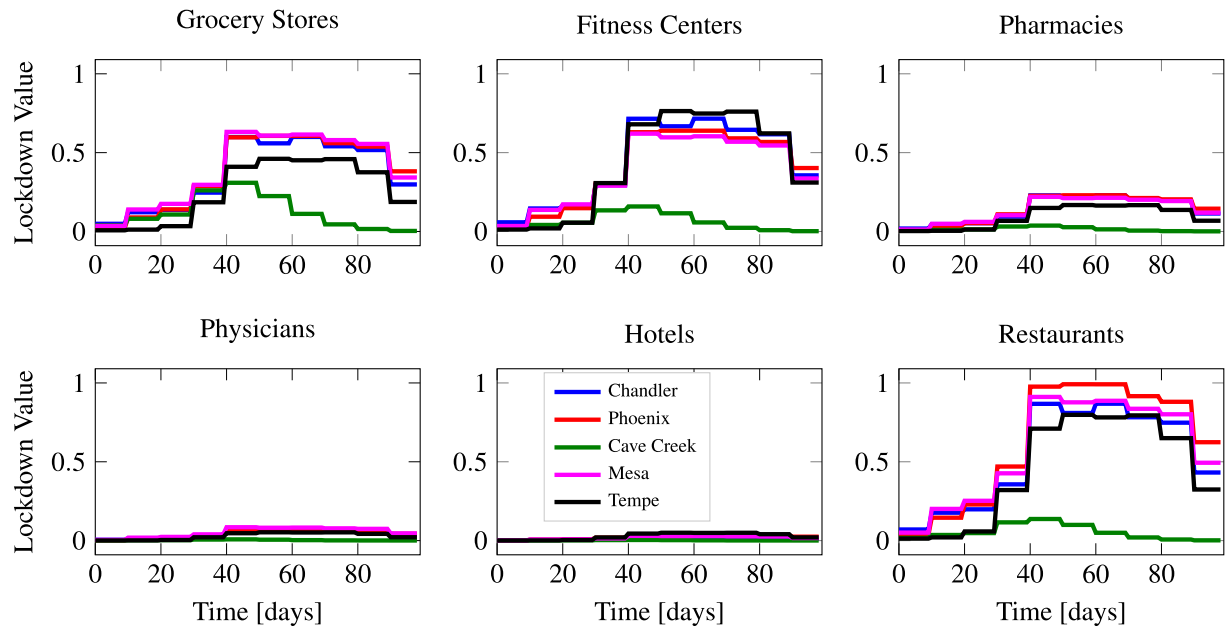 Grocery Stores
Fitness Centers
Pharmacies
Lockdown Value
1
0.5
0
0 20 40 60 80
1
0.5
0
0 20 40 60 80
1
0.5
0
0 20 40 60 80
Physicians
Hotels
Restaurants
Lockdown Value
1
0.5
0
0 20 40 60 80
Time [days]
1
0.5
0
Chandler
Phoenix
Cave Creek
Mesa
Tempe
0 20 40 60 80
Time [days]
1
0.5
0
0 20 40 60 80
Time [days]